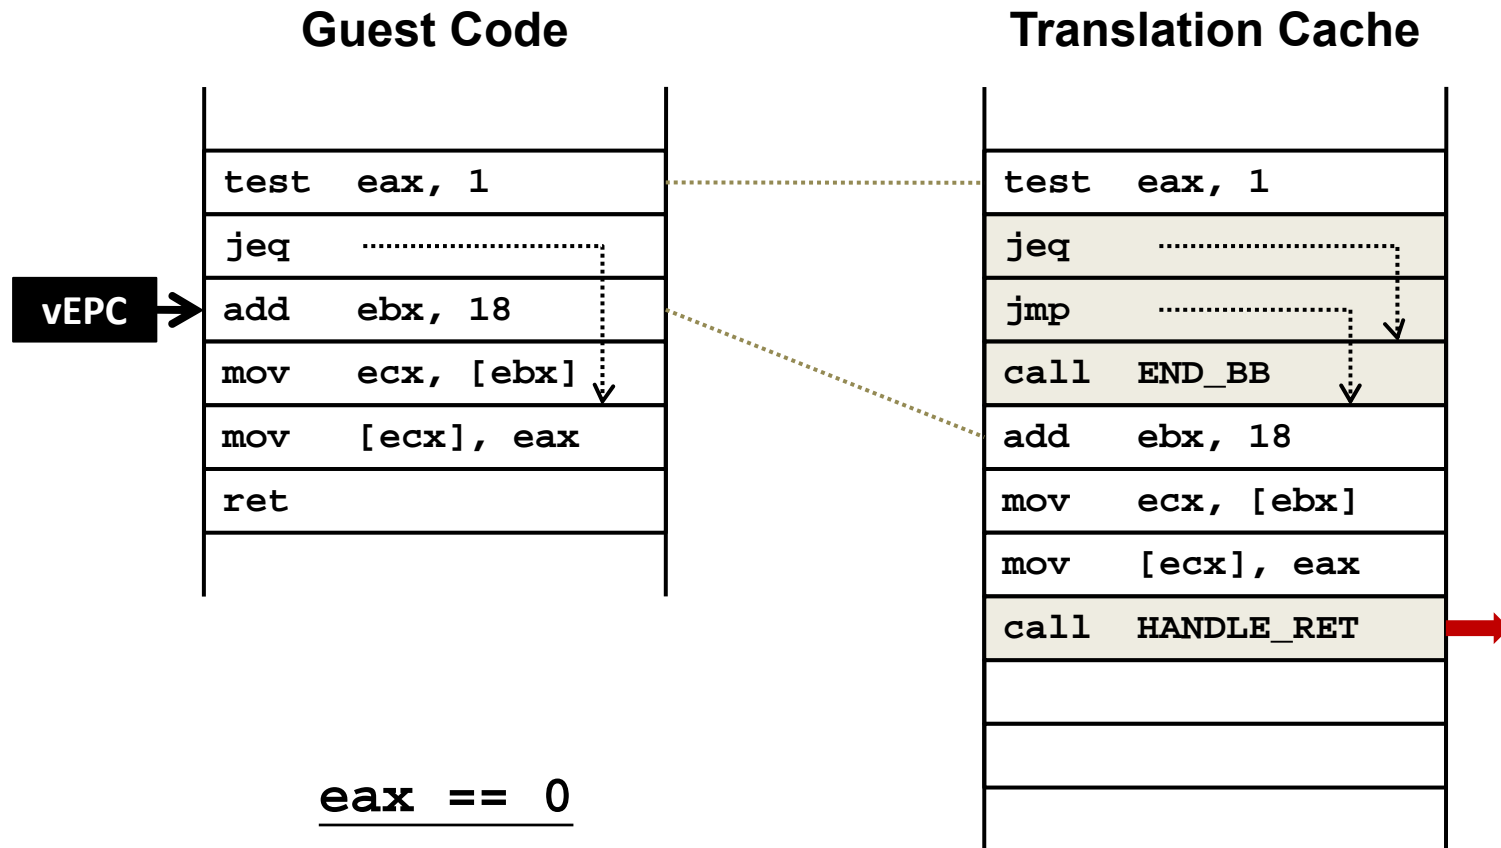 Guest Code
test eax, 1
jeq
vEPC
add ebx, 18
mov ecx, [ebx]
mov [ecx], eax
ret
eax == 0
Translation Cache
test eax, 1
jeq
jmp
call END_BB
add ebx, 18
mov ecx, [ebx]
mov [ecx], eax
call HANDLE_RET